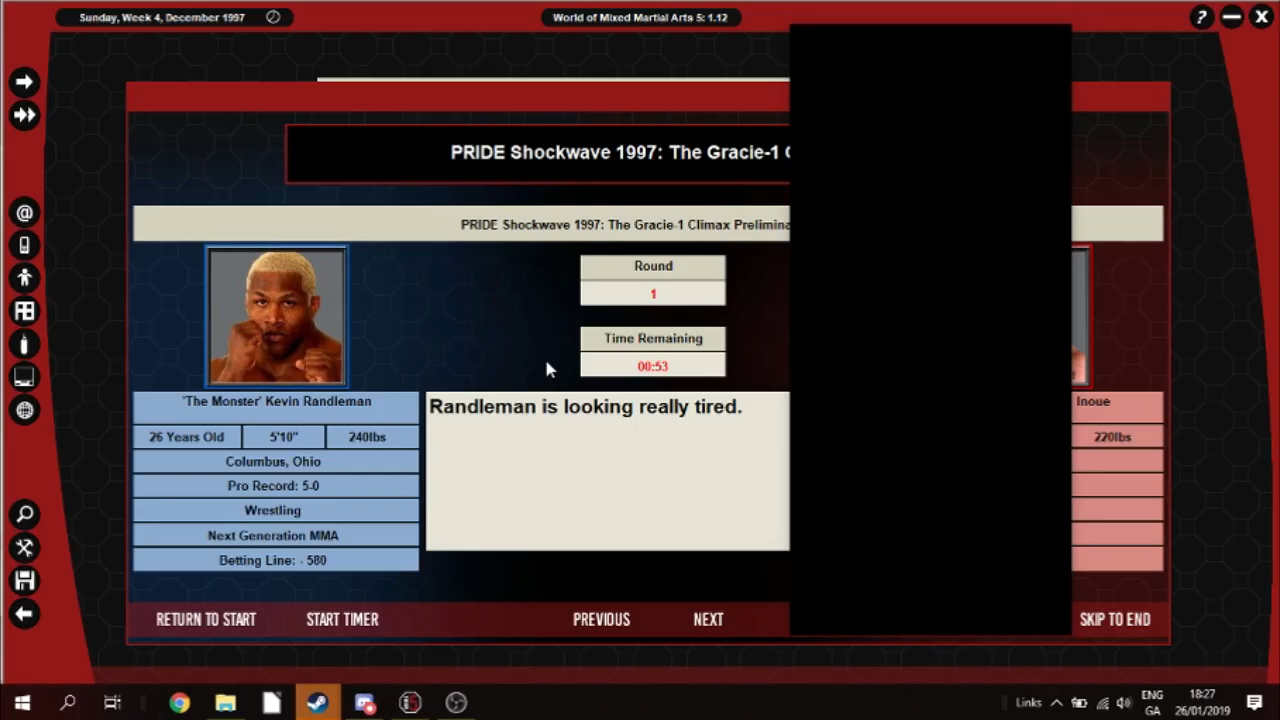 Sunday, Week 4, December 1997
World of Mixed Martial Arts 5: 1.12
PRIDE Shockwave 1997: The Gracie-1
PRIDE Shockwave 1997: The Gracie-1 Climax
Round
1
Time Remaining
00:53
'The Monster' Kevin Randleman
Inoue
26 Years Old
5'10"
240lbs
220lbs
Columbus, Ohio
Pro Record: 5-0
Wrestling
Next Generation MMA
Betting Line: - 580
Randleman is looking really tired.
RETURN TO START
START TIMER
PREVIOUS
NEXT
SKIP TO END
Links
ENG
GA
18:27
26/01/2019